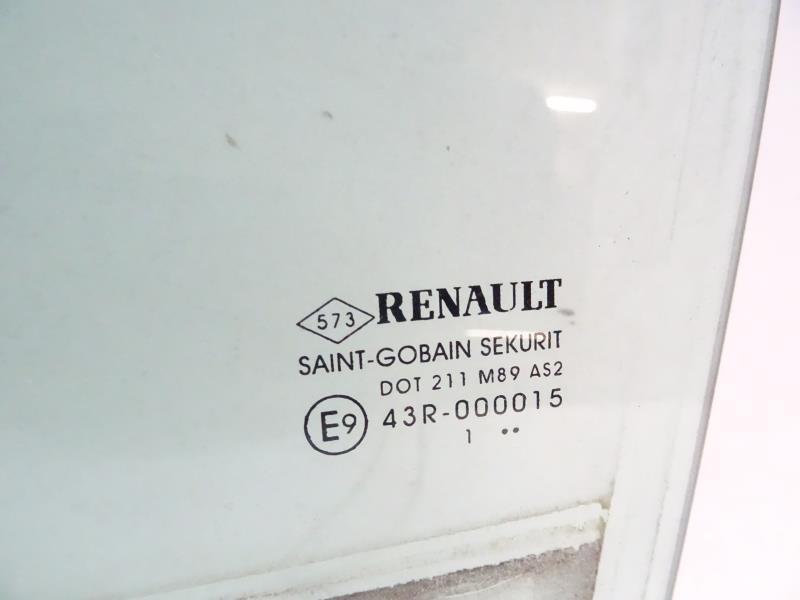 573 RENAULT
SAINT-GOBAIN SEKURIT
DOT 211 M89 AS2
E9 43R-000015
1 ••